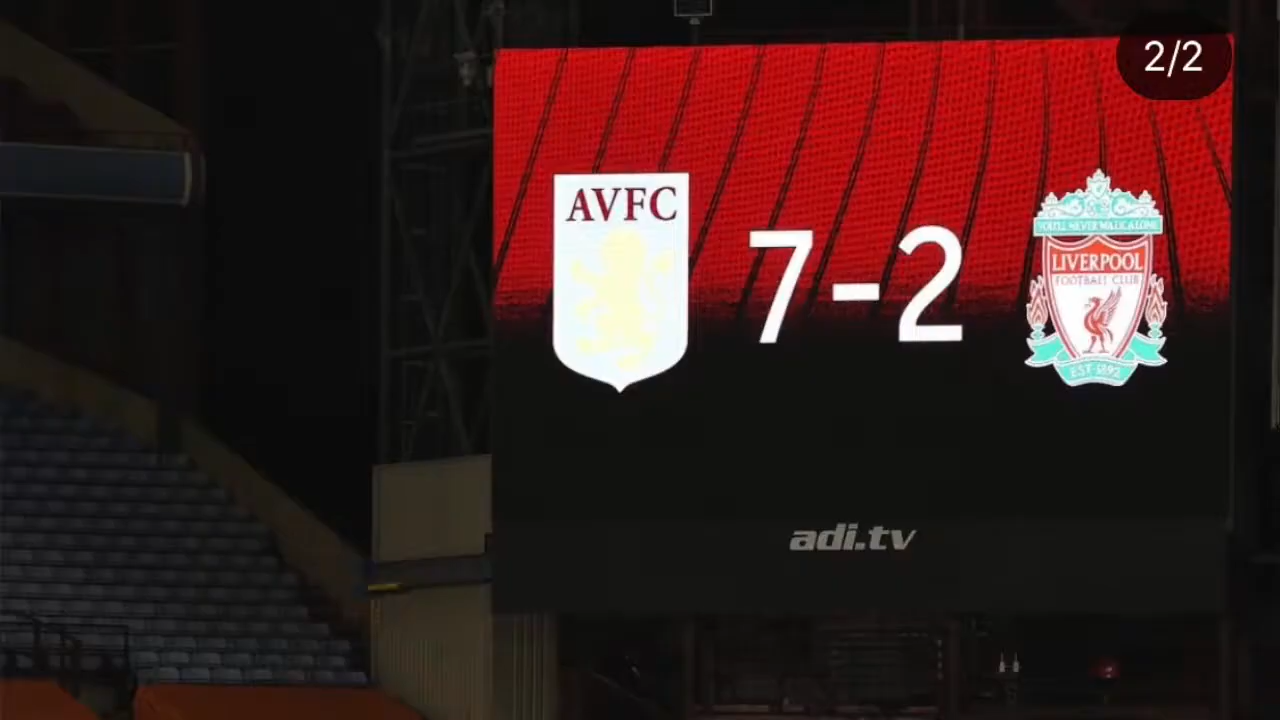 2/2
AVFC
7-2
YOU'LL NEVER WALK ALONE
LIVERPOOL
FOOTBALL CLUB
EST·1892
adi.tv